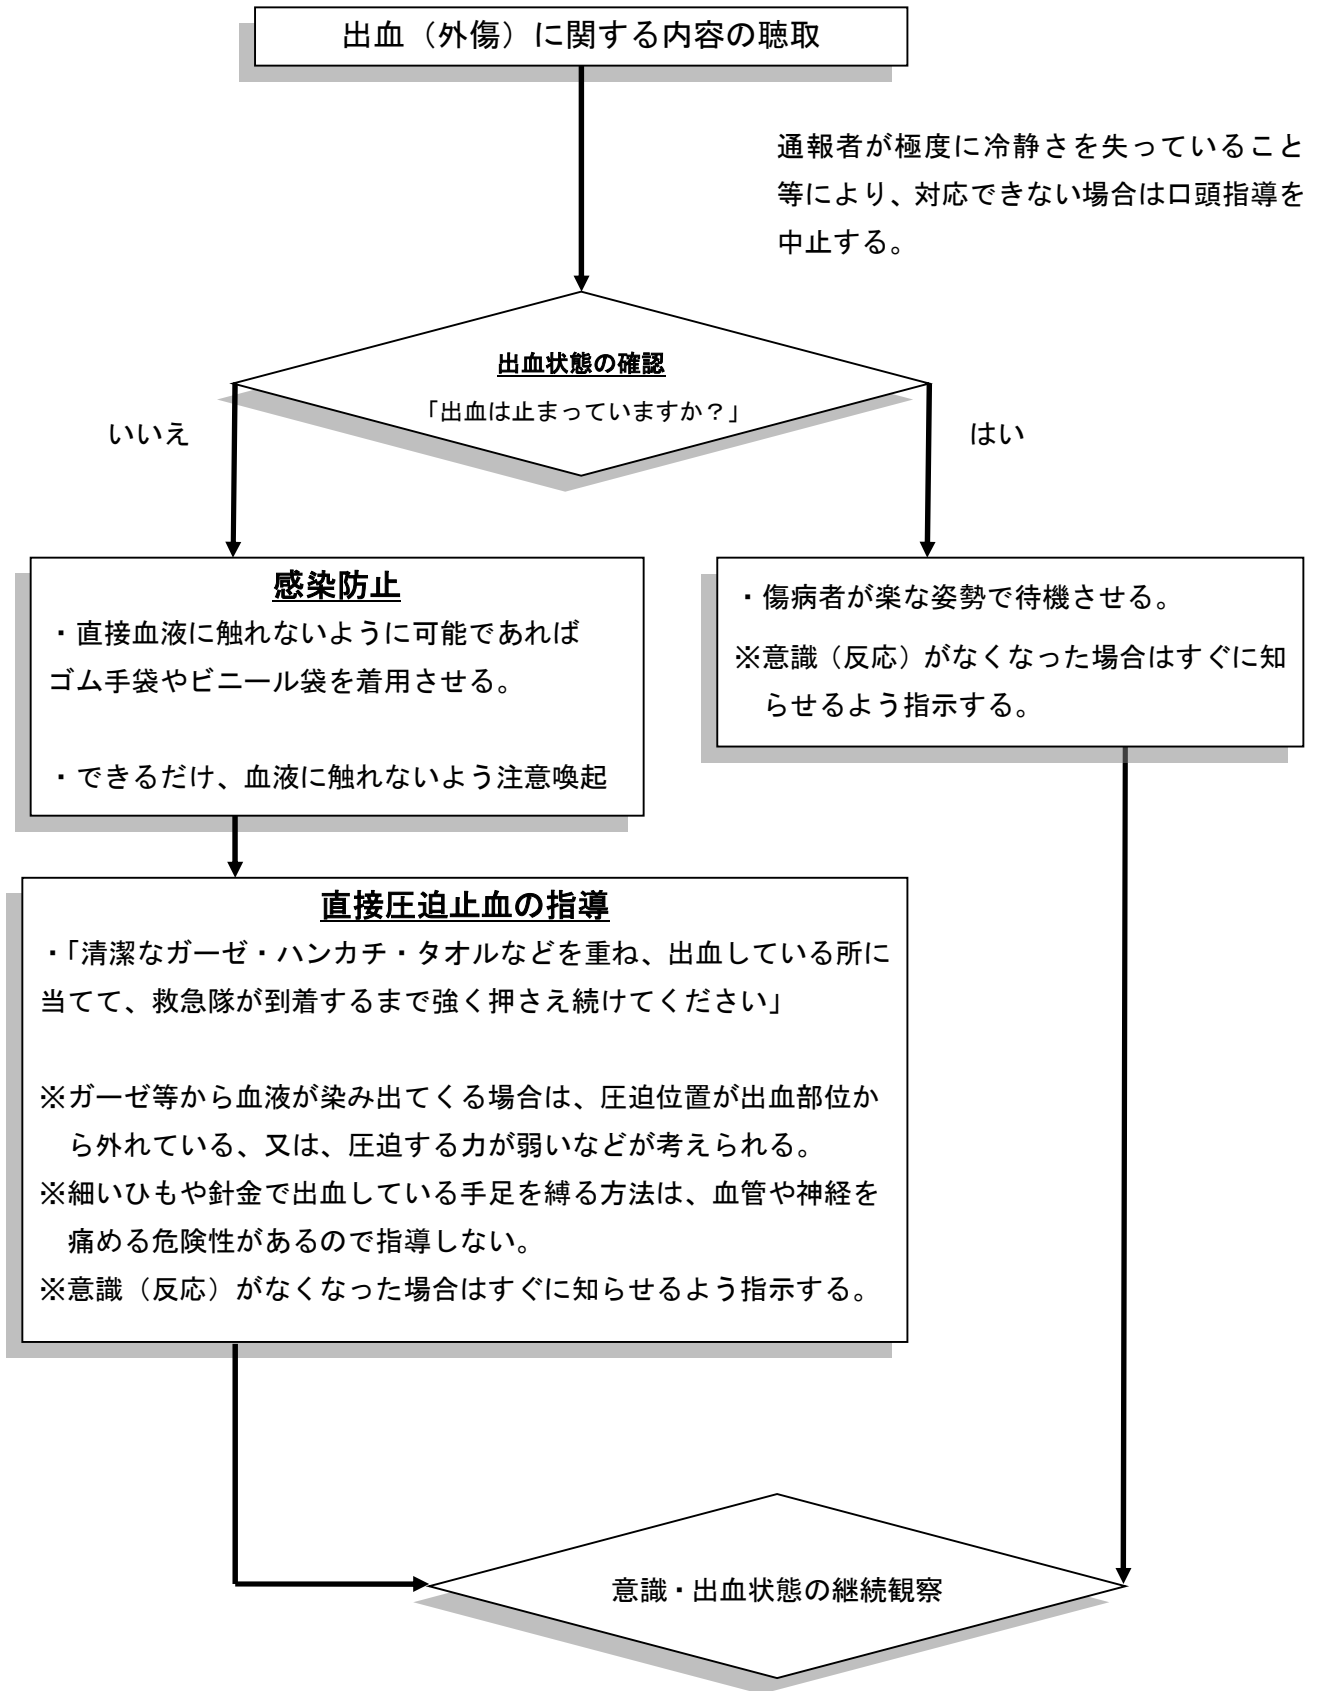 出血（外傷）に関する内容の聴取
通報者が極度に冷静さを失っていること
等により、対応できない場合は口頭指導を
中止する。
出血状態の確認
「出血は止まっていますか？」
いいえ
はい
感染防止
・直接血液に触れないように可能であれば
ゴム手袋やビニール袋を着用させる。
・できるだけ、血液に触れないよう注意喚起
・傷病者が楽な姿勢で待機させる。
※意識（反応）がなくなった場合はすぐに知
らせるよう指示する。
直接圧迫止血の指導
・「清潔なガーゼ・ハンカチ・タオルなどを重ね、出血している所に
当てて、救急隊が到着するまで強く押さえ続けてください」
※ガーゼ等から血液が染み出てくる場合は、圧迫位置が出血部位か
ら外れている、又は、圧迫する力が弱いなどが考えられる。
※細いひもや針金で出血している手足を縛る方法は、血管や神経を
痛める危険性があるので指導しない。
※意識（反応）がなくなった場合はすぐに知らせるよう指示する。
意識・出血状態の継続観察